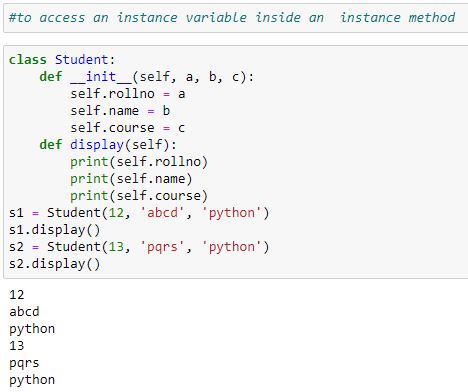 #to access an instance variable inside an  instance method
class Student:
    def __init__(self, a, b, c):
        self.rollno = a
        self.name = b
        self.course = c
    def display(self):
        print(self.rollno)
        print(self.name)
        print(self.course)
s1 = Student(12, 'abcd', 'python')
s1.display()
s2 = Student(13, 'pqrs', 'python')
s2.display()
12
abcd
python
13
pqrs
python